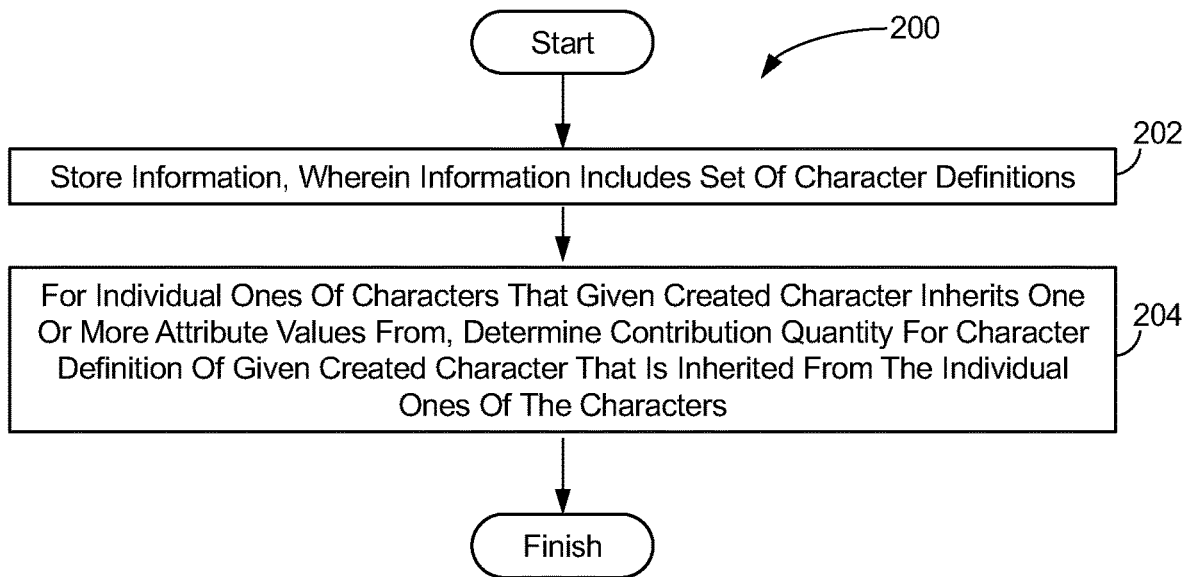 Start
200
202
Store Information, Wherein Information Includes Set Of Character Definitions
For Individual Ones Of Characters That Given Created Character Inherits One
Or More Attribute Values From, Determine Contribution Quantity For Character
Definition Of Given Created Character That Is Inherited From The Individual
Ones Of The Characters
204
Finish